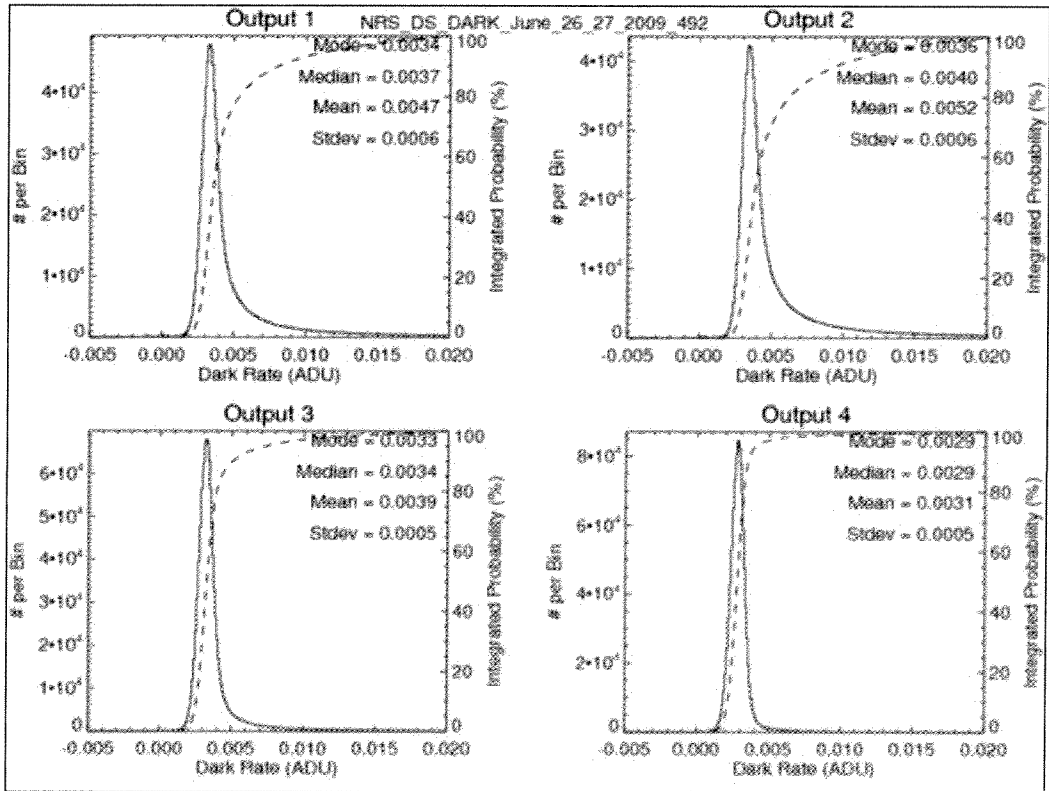 NRS_DS_DARK_June_26_27_2009_492
Output 1
Mode = 0.0034
Median = 0.0037
Mean = 0.0047
Stdev = 0.0006
# per Bin
4•10⁴
3•10⁴
2•10⁴
1•10⁴
0
Integrated Probability (%)
100
80
60
40
20
0
-0.005 0.000 0.005 0.010 0.015 0.020
Dark Rate (ADU)
Output 2
Mode = 0.0036
Median = 0.0040
Mean = 0.0052
Stdev = 0.0006
# per Bin
4•10⁴
3•10⁴
2•10⁴
1•10⁴
0
Integrated Probability (%)
100
80
60
40
20
0
-0.005 0.000 0.005 0.010 0.015 0.020
Dark Rate (ADU)
Output 3
Mode = 0.0033
Median = 0.0034
Mean = 0.0039
Stdev = 0.0005
# per Bin
6•10⁴
5•10⁴
4•10⁴
3•10⁴
2•10⁴
1•10⁴
0
Integrated Probability (%)
100
80
60
40
20
0
-0.005 0.000 0.005 0.010 0.015 0.020
Dark Rate (ADU)
Output 4
Mode = 0.0029
Median = 0.0029
Mean = 0.0031
Stdev = 0.0005
# per Bin
8•10⁴
6•10⁴
4•10⁴
2•10⁴
0
Integrated Probability (%)
100
80
60
40
20
0
-0.005 0.000 0.005 0.010 0.015 0.020
Dark Rate (ADU)